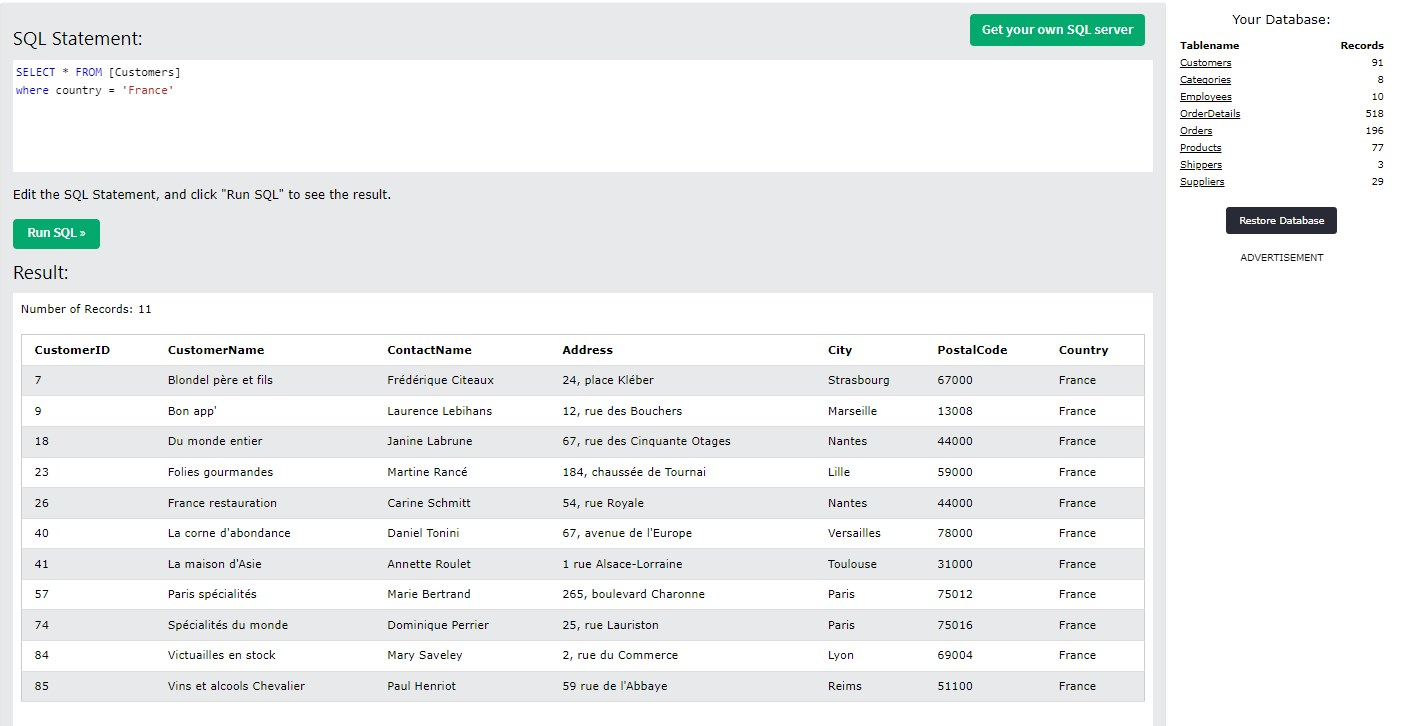 SQL Statement:
Get your own SQL server
SELECT * FROM [Customers]
where country = 'France'
Edit the SQL Statement, and click "Run SQL" to see the result.
Run SQL »
Result:
Number of Records: 11
CustomerID CustomerName ContactName Address City PostalCode Country
7 Blondel père et fils Frédérique Citeaux 24, place Kléber Strasbourg 67000 France
9 Bon app' Laurence Lebihans 12, rue des Bouchers Marseille 13008 France
18 Du monde entier Janine Labrune 67, rue des Cinquante Otages Nantes 44000 France
23 Folies gourmandes Martine Rancé 184, chaussée de Tournai Lille 59000 France
26 France restauration Carine Schmitt 54, rue Royale Nantes 44000 France
40 La corne d'abondance Daniel Tonini 67, avenue de l'Europe Versailles 78000 France
41 La maison d'Asie Annette Roulet 1 rue Alsace-Lorraine Toulouse 31000 France
57 Paris spécialités Marie Bertrand 265, boulevard Charonne Paris 75012 France
74 Spécialités du monde Dominique Perrier 25, rue Lauriston Paris 75016 France
84 Victuailles en stock Mary Saveley 2, rue du Commerce Lyon 69004 France
85 Vins et alcools Chevalier Paul Henriot 59 rue de l'Abbaye Reims 51100 France
Your Database:
Tablename Records
Customers 91
Categories 8
Employees 10
OrderDetails 518
Orders 196
Products 77
Shippers 3
Suppliers 29
Restore Database
ADVERTISEMENT